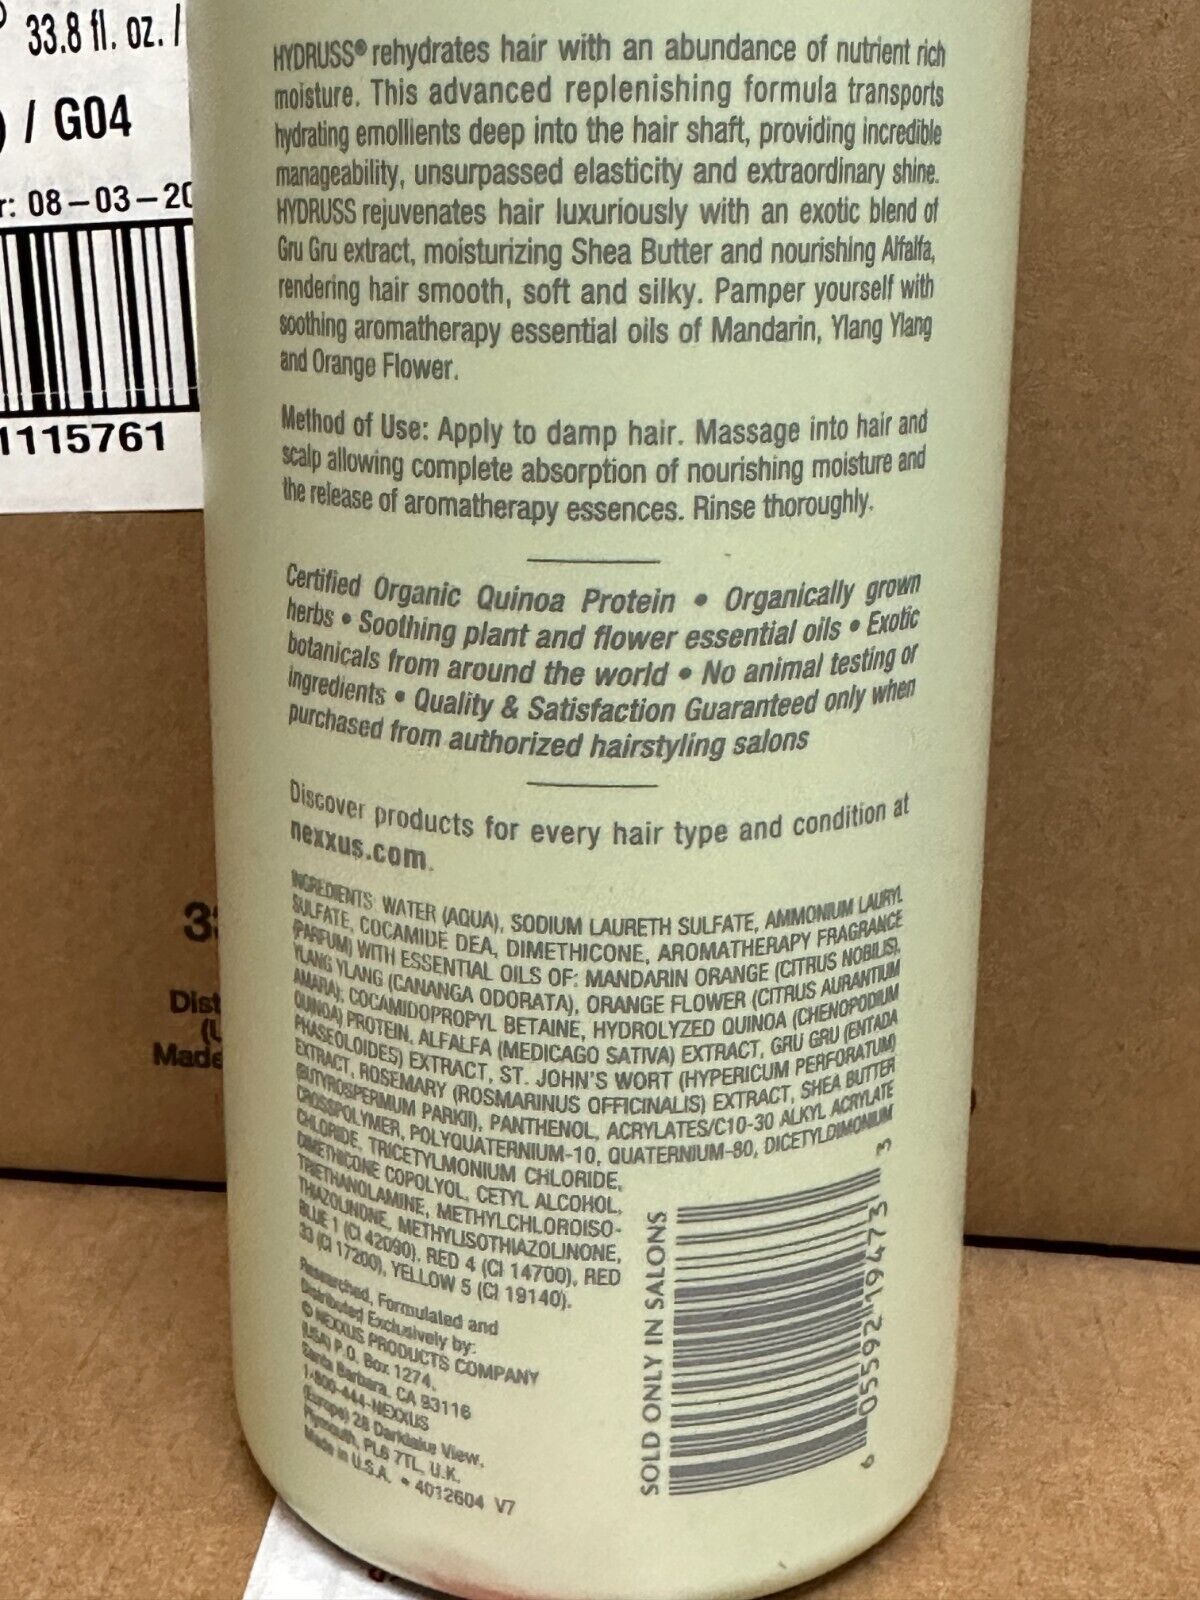 33.8 fl. oz. /
) / G04
r: 08-03-20
1115761
HYDRUSS® rehydrates hair with an abundance of nutrient rich
moisture. This advanced replenishing formula transports
hydrating emollients deep into the hair shaft, providing incredible
manageability, unsurpassed elasticity and extraordinary shine.
HYDRUSS rejuvenates hair luxuriously with an exotic blend of
Gru Gru extract, moisturizing Shea Butter and nourishing Alfalfa,
rendering hair smooth, soft and silky. Pamper yourself with
soothing aromatherapy essential oils of Mandarin, Ylang Ylang
and Orange Flower.
Method of Use: Apply to damp hair. Massage into hair and
scalp allowing complete absorption of nourishing moisture and
the release of aromatherapy essences. Rinse thoroughly.
Certified Organic Quinoa Protein • Organically grown
herbs • Soothing plant and flower essential oils • Exotic
botanicals from around the world • No animal testing or
ingredients • Quality & Satisfaction Guaranteed only when
purchased from authorized hairstyling salons
Discover products for every hair type and condition at
nexxus.com.
INGREDIENTS: WATER (AQUA), SODIUM LAURETH SULFATE, AMMONIUM LAURYL
SULFATE, COCAMIDE DEA, DIMETHICONE, AROMATHERAPY FRAGRANCE
(PARFUM) WITH ESSENTIAL OILS OF: MANDARIN ORANGE (CITRUS NOBILIS),
YLANG YLANG (CANANGA ODORATA), ORANGE FLOWER (CITRUS AURANTIUM
AMARA); COCAMIDOPROPYL BETAINE, HYDROLYZED QUINOA (CHENOPODIUM
QUINOA) PROTEIN, ALFALFA (MEDICAGO SATIVA) EXTRACT, GRU GRU (ENTADA
PHASEOLOIDES) EXTRACT, ST. JOHN'S WORT (HYPERICUM PERFORATUM)
EXTRACT, ROSEMARY (ROSMARINUS OFFICINALIS) EXTRACT, SHEA BUTTER
(BUTYROSPERMUM PARKII), PANTHENOL, ACRYLATES/C10-30 ALKYL ACRYLATE
CROSSPOLYMER, POLYQUATERNIUM-10, QUATERNIUM-80, DICETYLDIMONIUM
CHLORIDE, TRICETYLMONIUM CHLORIDE,
DIMETHICONE COPOLYOL, CETYL ALCOHOL,
TRIETHANOLAMINE, METHYLCHLOROISO-
THIAZOLINONE, METHYLISOTHIAZOLINONE,
BLUE 1 (CI 42090), RED 4 (CI 14700), RED
33 (CI 17200), YELLOW 5 (CI 19140).
Researched, Formulated and
Distributed Exclusively by:
© NEXXUS PRODUCTS COMPANY
(USA) P.O. Box 1274,
Santa Barbara, CA 93116
1-800-444-NEXXUS
(Europe) 28 Darklake View,
Plymouth, PL6 7TL, U.K.
Made in U.S.A. • 4012604 V7
SOLD ONLY IN SALONS
6 05592 19473 3
Dist
Made